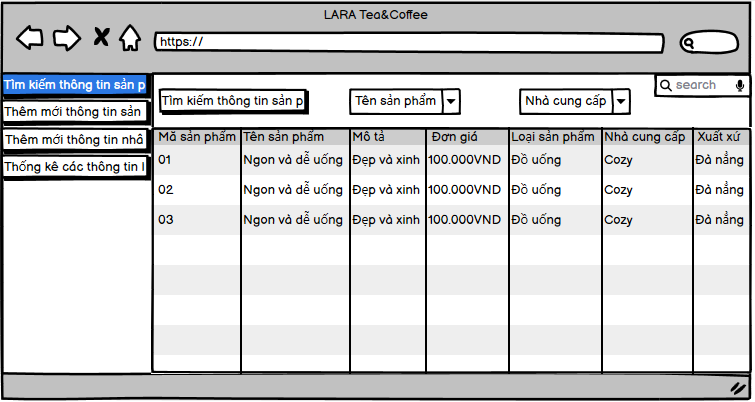 LARA Tea&Coffee
https://
Tìm kiếm thông tin sản p
Thêm mới thông tin sản
Thêm mới thông tin nhâ
Thống kê các thông tin l
search
Tìm kiếm thông tin sản p
Tên sản phẩm
Nhà cung cấp
Mã sản phẩm Tên sản phẩm Mô tả Đơn giá Loại sản phẩm Nhà cung cấp Xuất xứ
01 Ngon và dễ uống Đẹp và xinh 100.000VND Đồ uống Cozy Đà nẳng
02 Ngon và dễ uống Đẹp và xinh 100.000VND Đồ uống Cozy Đà nẳng
03 Ngon và dễ uống Đẹp và xinh 100.000VND Đồ uống Cozy Đà nẳng